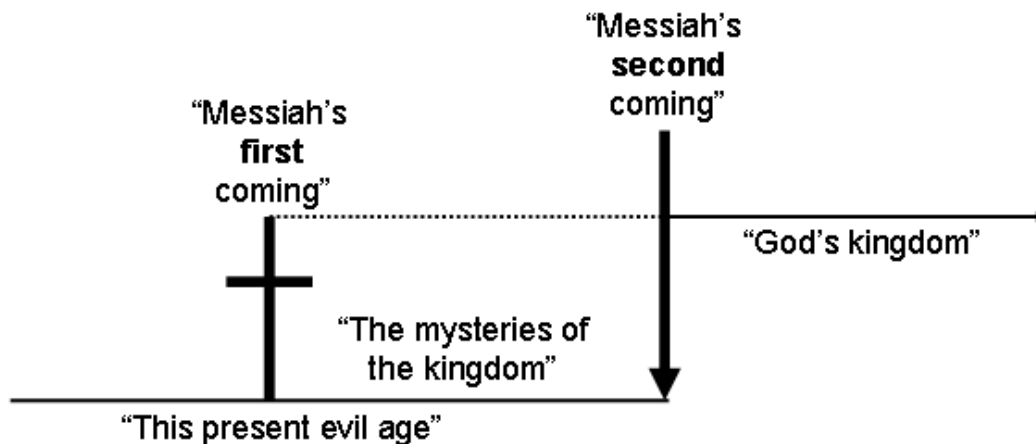 “Messiah’s
second
coming”
“Messiah’s
first
coming”
“God’s kingdom”
“The mysteries of
the kingdom”
“This present evil age”